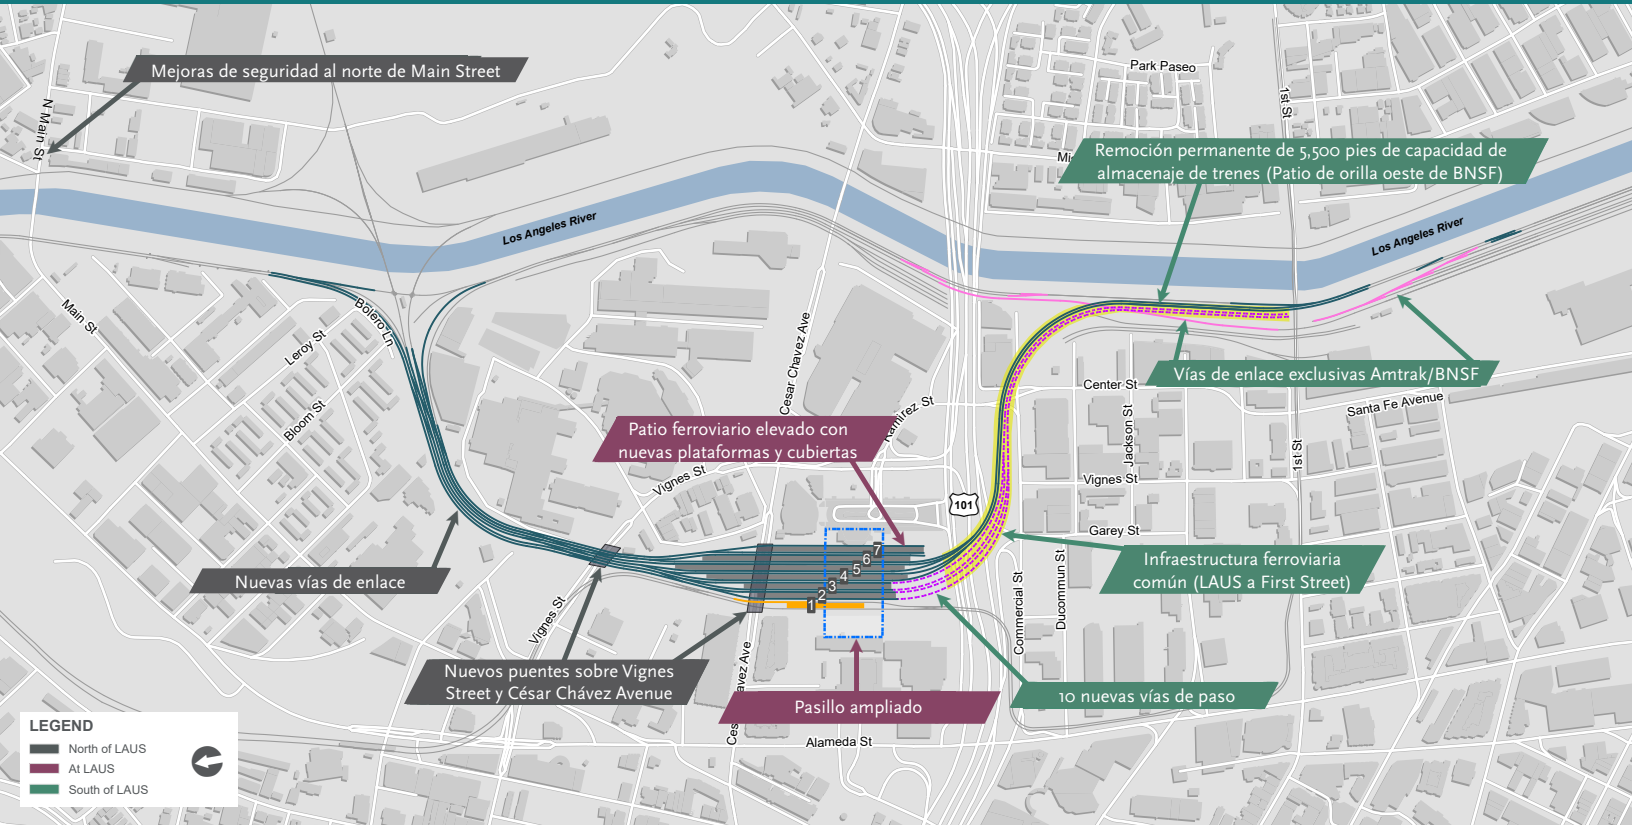 Mejoras de seguridad al norte de Main Street
Park Paseo
1st St
N Main St
Remoción permanente de 5,500 pies de capacidad de
almacenaje de trenes (Patio de orilla oeste de BNSF)
Los Angeles River
Los Angeles River
Main St
Bolero Ln
Leroy St
Bloom St
Cesar Chavez Ave
Vías de enlace exclusivas Amtrak/BNSF
Center St
Santa Fe Avenue
Ramirez St
Jackson St
1st St
Patio ferroviario elevado con
nuevas plataformas y cubiertas
Vignes St
Vignes St
101
Garey St
Infraestructura ferroviaria
común (LAUS a First Street)
Nuevas vías de enlace
7
6
5
4
3
2
1
Commercial St
Ducommun St
Vignes St
Nuevos puentes sobre Vignes
Street y César Chávez Avenue
Pasillo ampliado
10 nuevas vías de paso
Alameda St
LEGEND
North of LAUS
At LAUS
South of LAUS